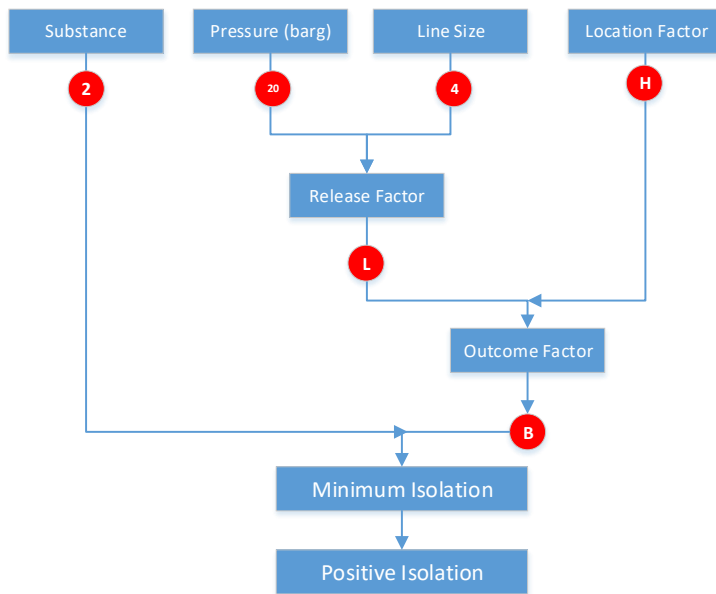 Substance
Pressure (barg)
Line Size
Location Factor
2
20
4
H
Release Factor
L
Outcome Factor
B
Minimum Isolation
Positive Isolation